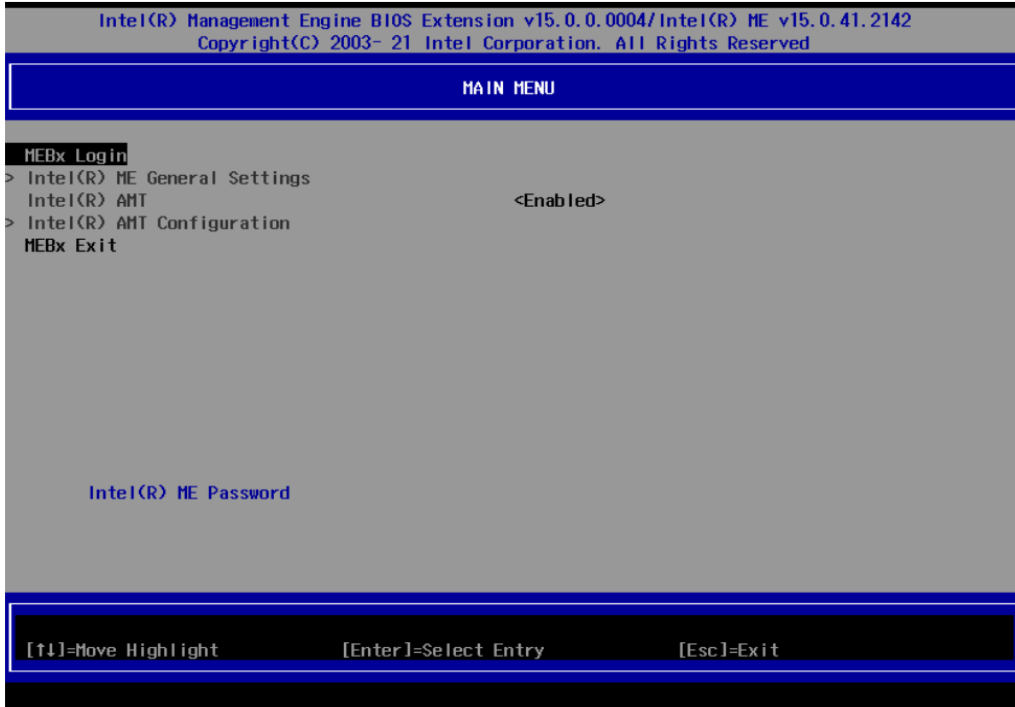 Intel(R) Management Engine BIOS Extension v15.0.0.0004/Intel(R) ME v15.0.41.2142
Copyright(C) 2003- 21 Intel Corporation. All Rights Reserved
MAIN MENU
MEBx Login
> Intel(R) ME General Settings
Intel(R) AMT <Enabled>
> Intel(R) AMT Configuration
MEBx Exit
Intel(R) ME Password
[↑↓]=Move Highlight [Enter]=Select Entry [Esc]=Exit